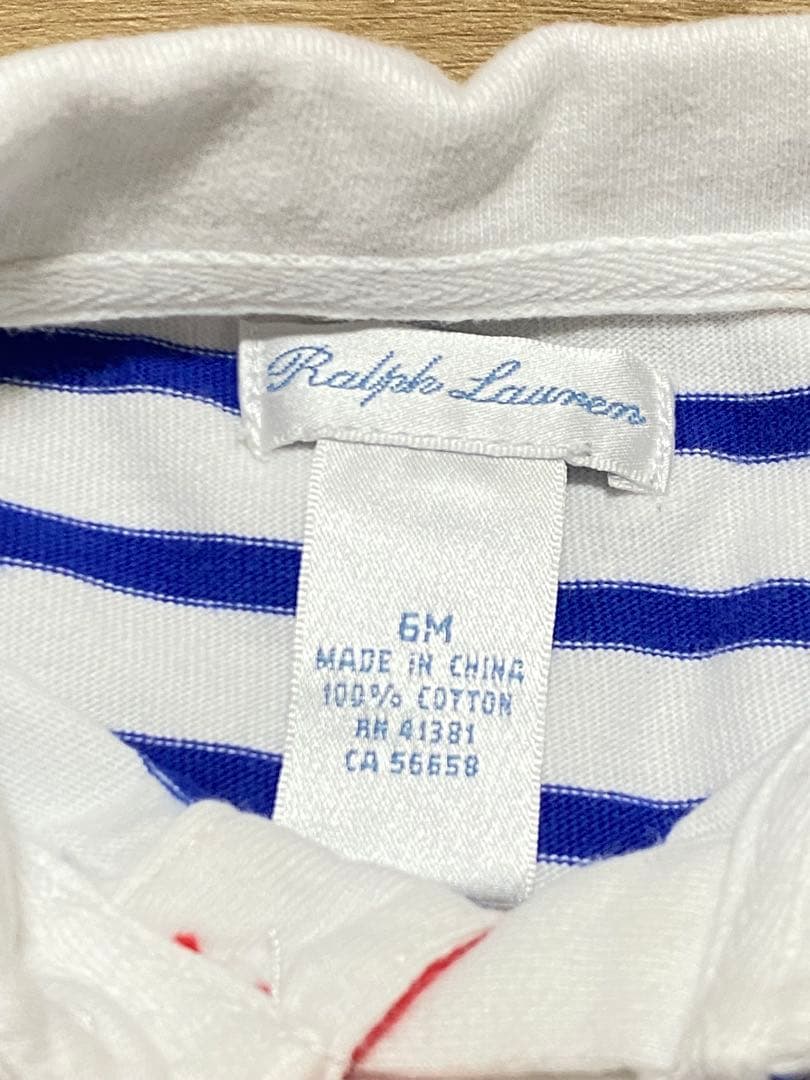 Ralph Lauren
6M
MADE IN CHINA
100% COTTON
RN 41381
CA 56658